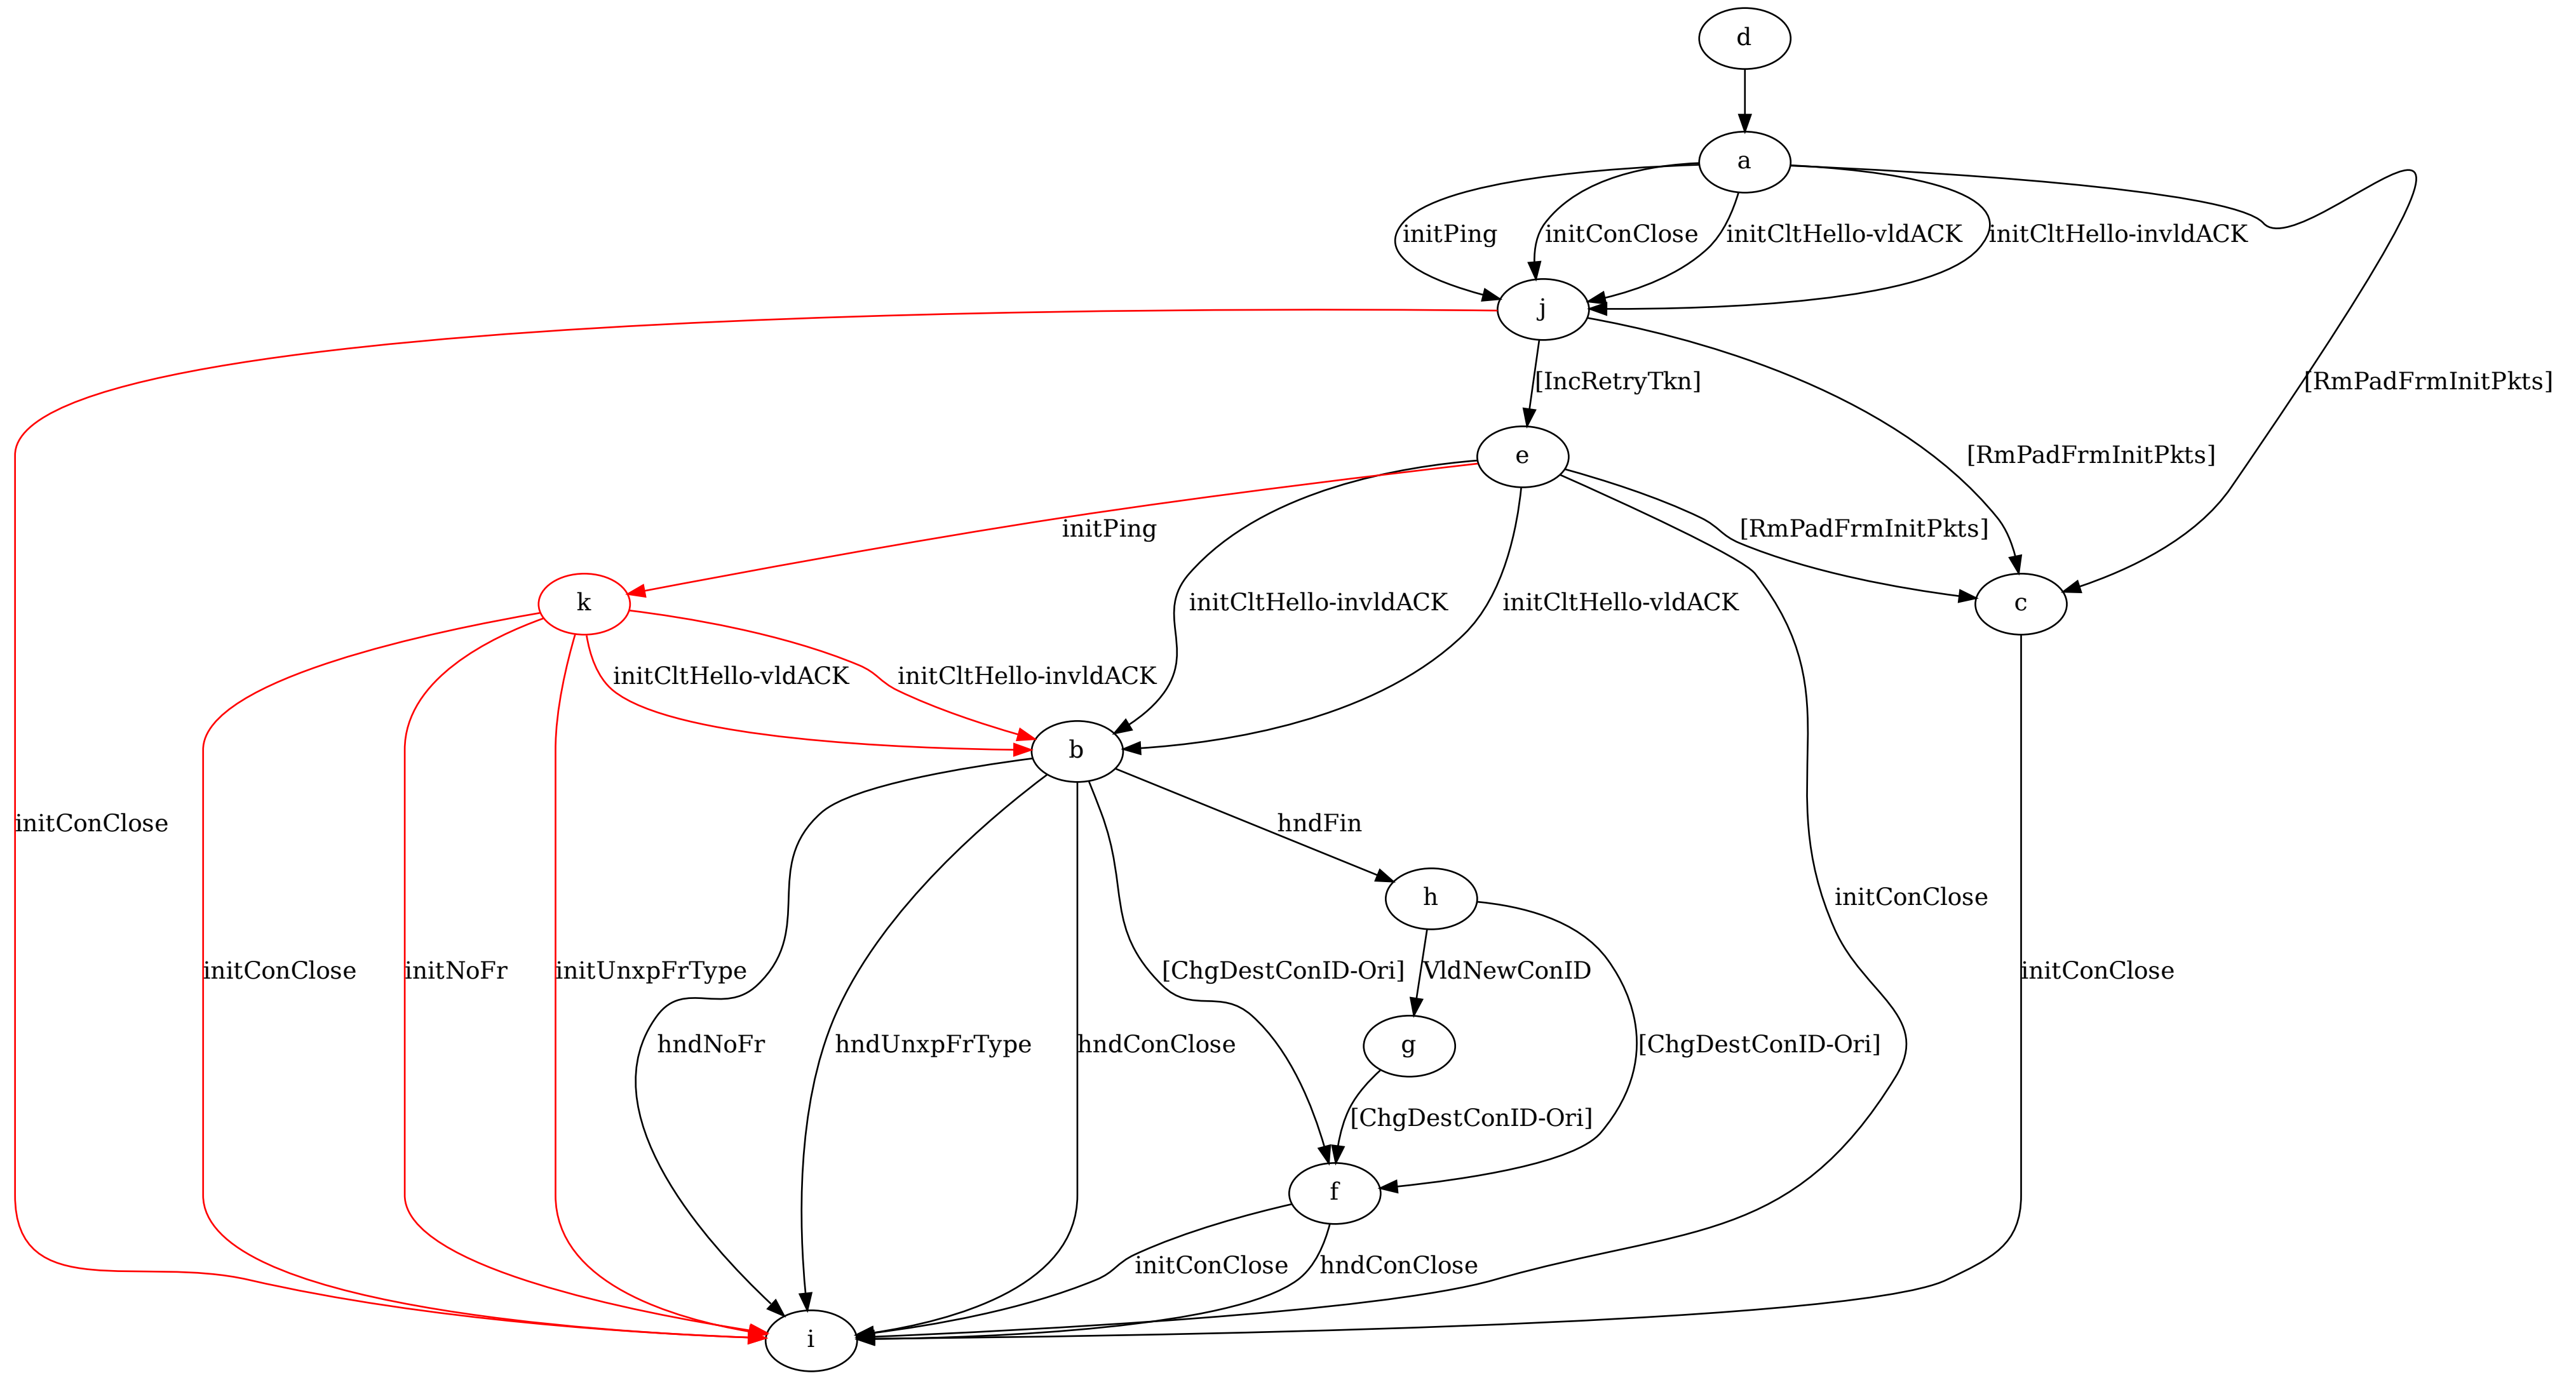 d
a
initPing
initConClose
initCltHello-vldACK
initCltHello-invldACK
j
[IncRetryTkn]
[RmPadFrmInitPkts]
e
[RmPadFrmInitPkts]
initPing
[RmPadFrmInitPkts]
k
initCltHello-invldACK
initCltHello-vldACK
c
initCltHello-vldACK
initCltHello-invldACK
b
initConClose
hndFin
h
initConClose
initConClose
initNoFr
initUnxpFrType
[ChgDestConID-Ori]
VldNewConID
initConClose
hndNoFr
hndUnxpFrType
hndConClose
g
[ChgDestConID-Ori]
[ChgDestConID-Ori]
f
initConClose
hndConClose
i